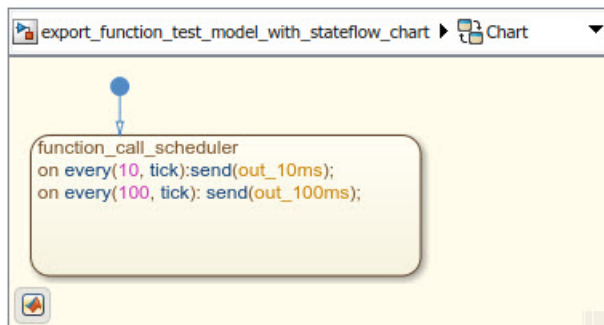 export_function_test_model_with_stateflow_chart Chart
function_call_scheduler
on every(10, tick):send(out_10ms);
on every(100, tick): send(out_100ms);